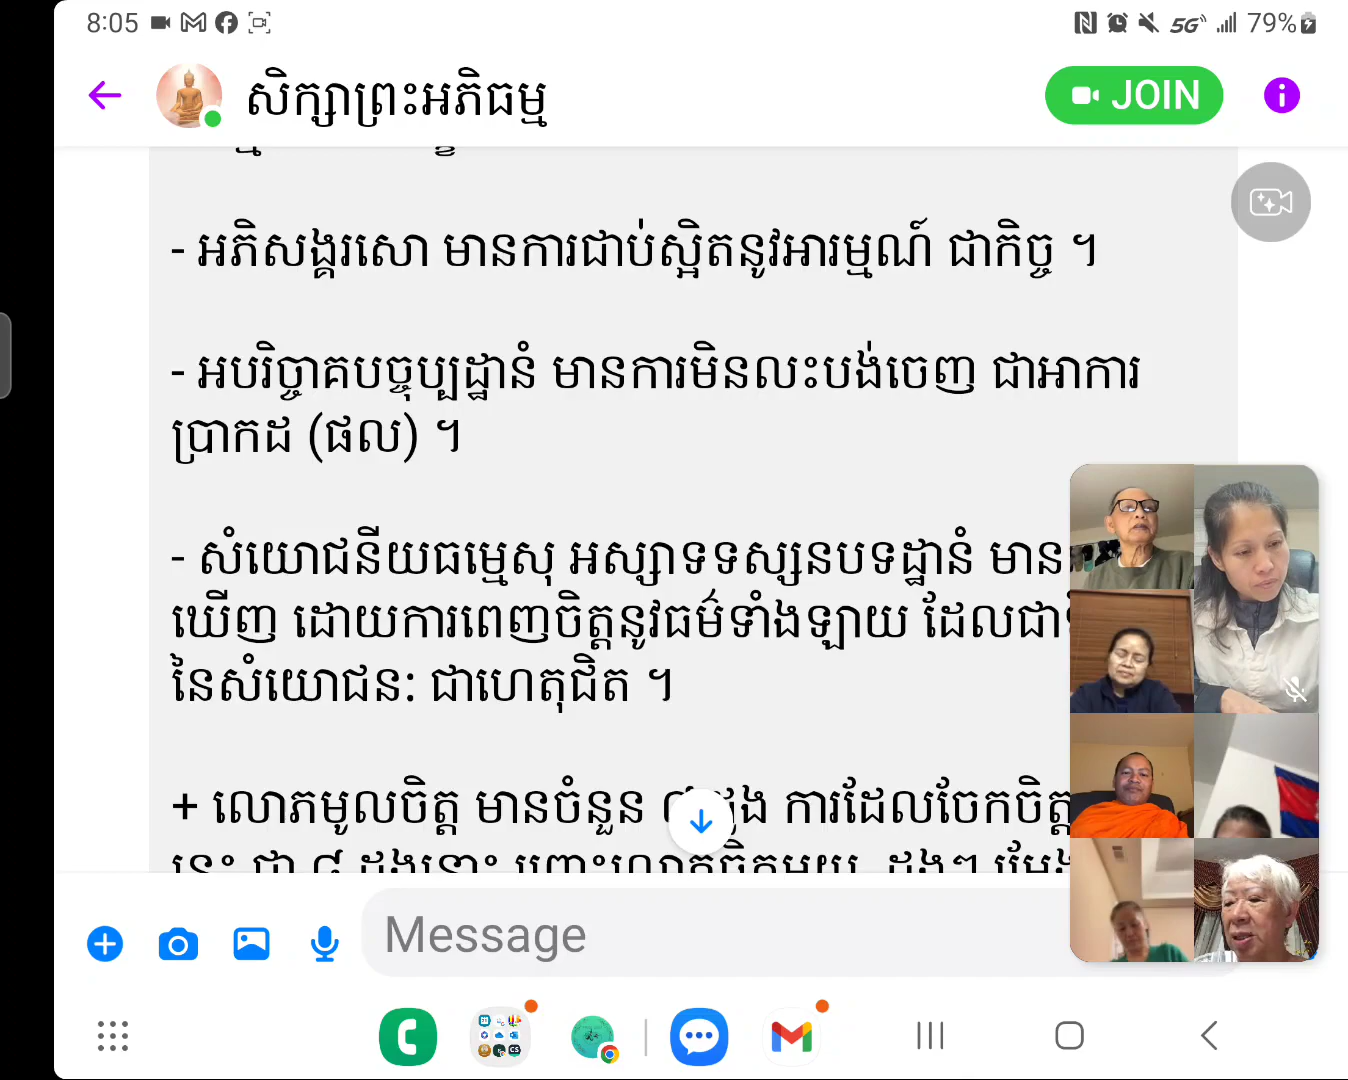 8:05
5G 79%
សិក្សាព្រះអភិធម្ម
JOIN
- អភិសង្គរសោ មានការជាប់ស្អិតនូវអារម្មណ៍ ជាកិច្ច ។
- អបរិច្ចាគបច្ចុប្បដ្ឋានំ មានការមិនលះបង់ចេញ ជាអាការ
ប្រាកដ (ផល) ។
- សំយោជនីយធម្មេសុ អស្សាទទស្សនបទដ្ឋានំ មាន
ឃើញ ដោយការពេញចិត្តនូវធម៌ទាំងឡាយ ដែលជា
នៃសំយោជនៈ ជាហេតុជិត ។
+ លោភមូលចិត្ត មានចំនួន ការដែលចែកចិត្ត
Message